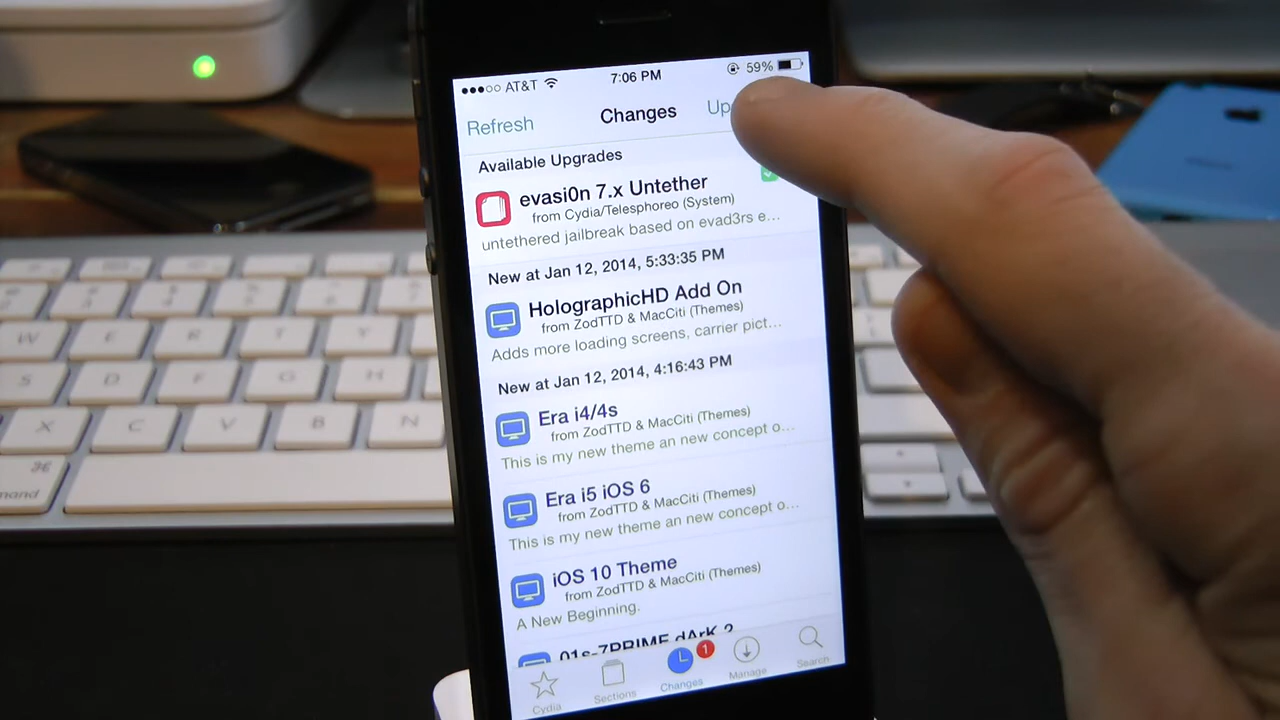 AT&T 7:06 PM 59%
Refresh Changes Up
Available Upgrades
evasi0n 7.x Untether
from Cydia/Telesphoreo (System)
untethered jailbreak based on evad3rs e...
New at Jan 12, 2014, 5:33:35 PM
HolographicHD Add On
from ZodTTD & MacCiti (Themes)
Adds more loading screens, carrier pict...
New at Jan 12, 2014, 4:16:43 PM
Era i4/4s
from ZodTTD & MacCiti (Themes)
This is my new theme an new concept o...
Era i5 iOS 6
from ZodTTD & MacCiti (Themes)
This is my new theme an new concept o...
iOS 10 Theme
from ZodTTD & MacCiti (Themes)
A New Beginning.
01s-7PRIME dArK 2
1
Cydia Sections Changes Manage Search
W E R T Y
S D F G H
X C V B N
⌘
mand